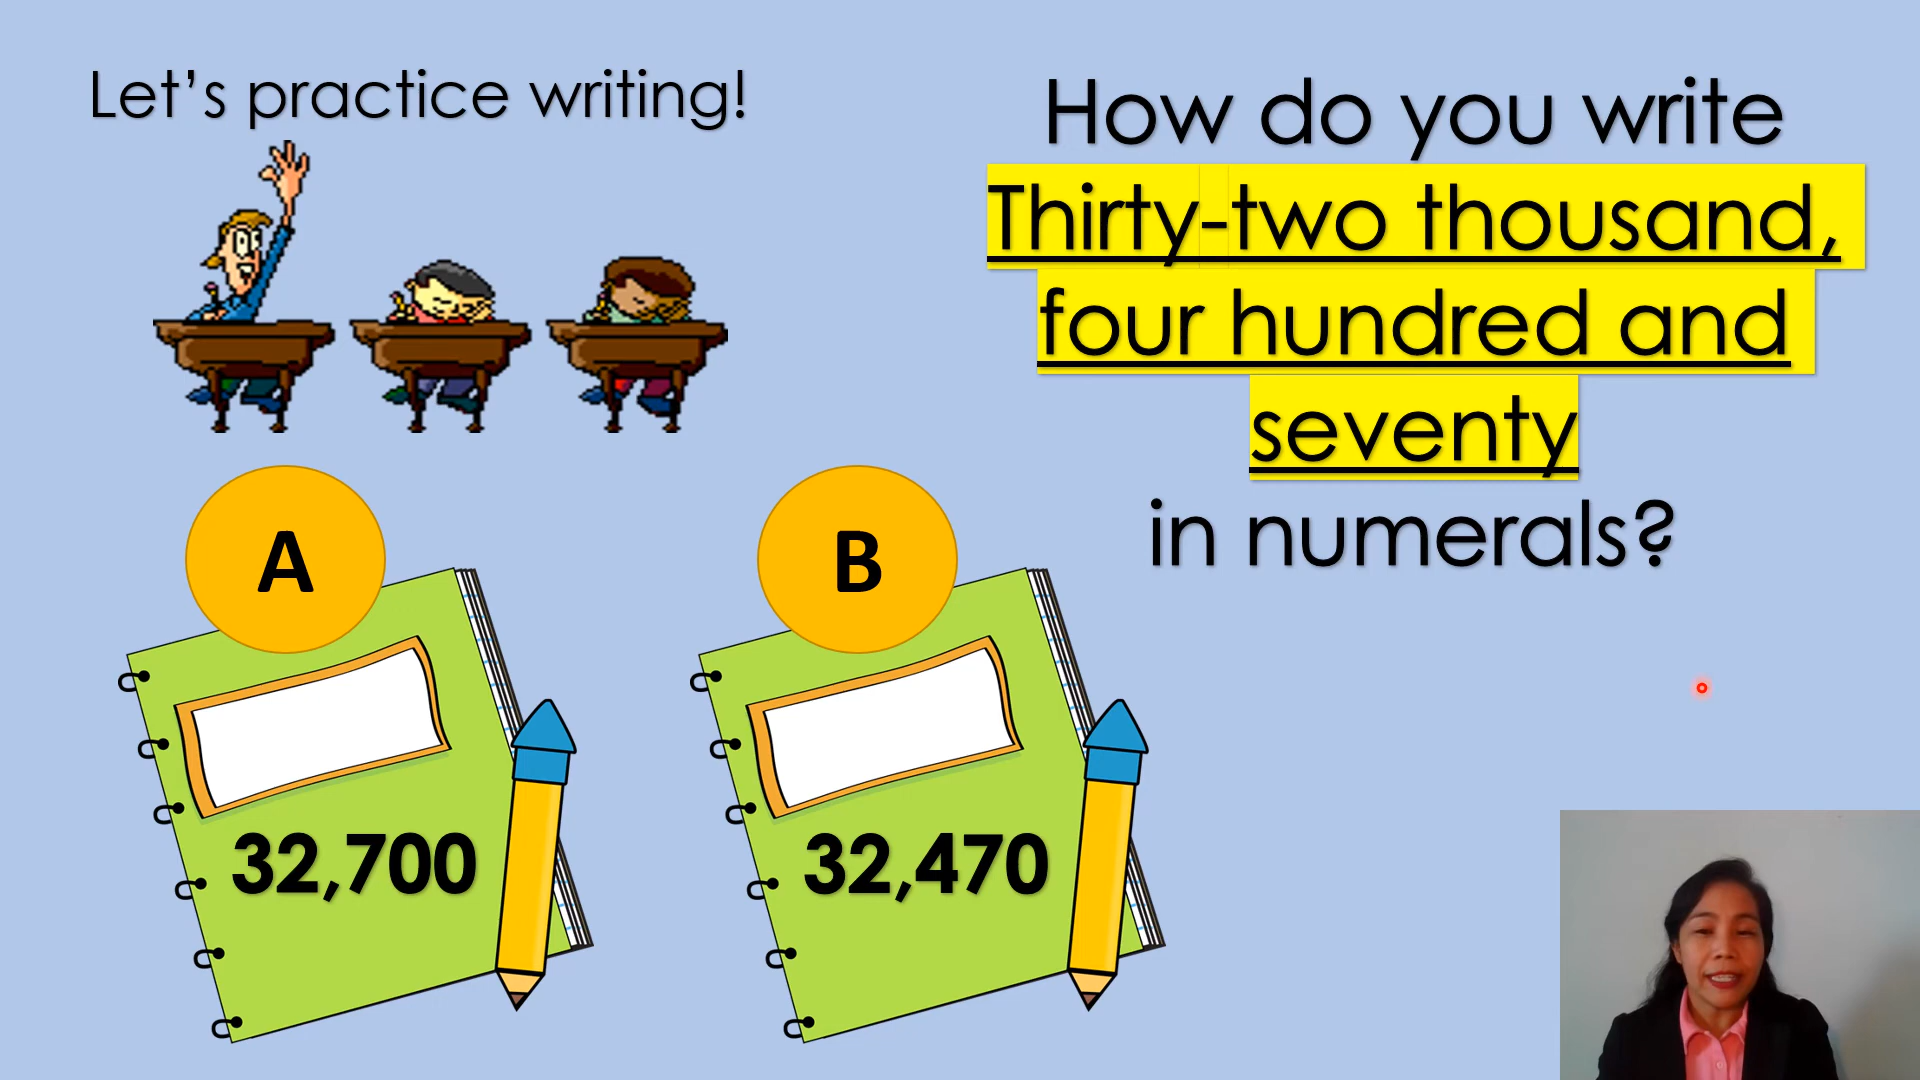 Let's practice writing!
How do you write
Thirty-two thousand,
four hundred and
seventy
in numerals?
A
B
32,700
32,470